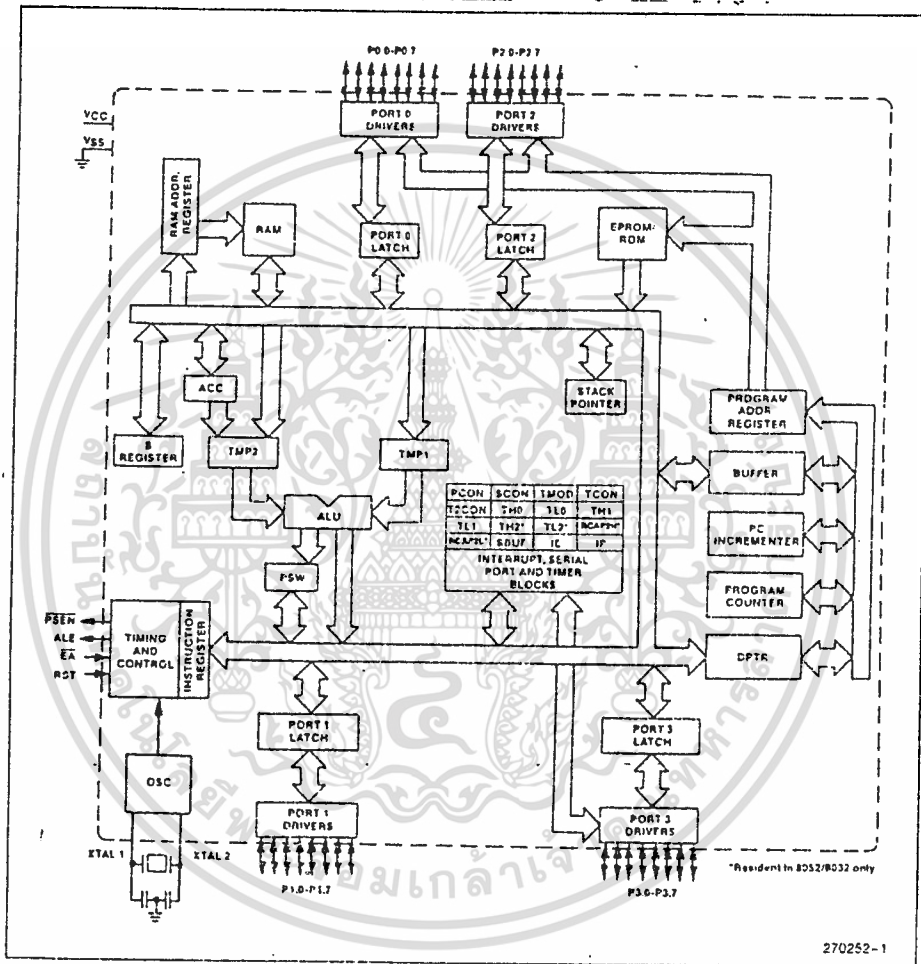 P0.0-P0.7
P2.0-P2.7
PORT 0
DRIVERS
PORT 2
DRIVERS
VCC
VSS
RAM ADDR.
REGISTER
RAM
PORT 0
LATCH
PORT 2
LATCH
EPROM/
ROM
ACC
STACK
POINTER
PROGRAM
ADDR
REGISTER
B
REGISTER
TMP2
TMP1
BUFFER
ALU
PCON SCON TMOD TCON
T2CON TH0 TL0 TH1
TL1 TH2* TL2* RCAP2H*
RCAP2L* SBUF IE IP
INTERRUPT, SERIAL
PORT AND TIMER
BLOCKS
PC
INCREMENTER
PSW
PROGRAM
COUNTER
PSEN
ALE
EA
RST
TIMING
AND
CONTROL
INSTRUCTION
REGISTER
DPTR
PORT 1
LATCH
PORT 3
LATCH
OSC
PORT 1
DRIVERS
PORT 3
DRIVERS
XTAL 1
XTAL 2
P1.0-P1.7
P3.0-P3.7
*Resident in 8052/8032 only
270252-1